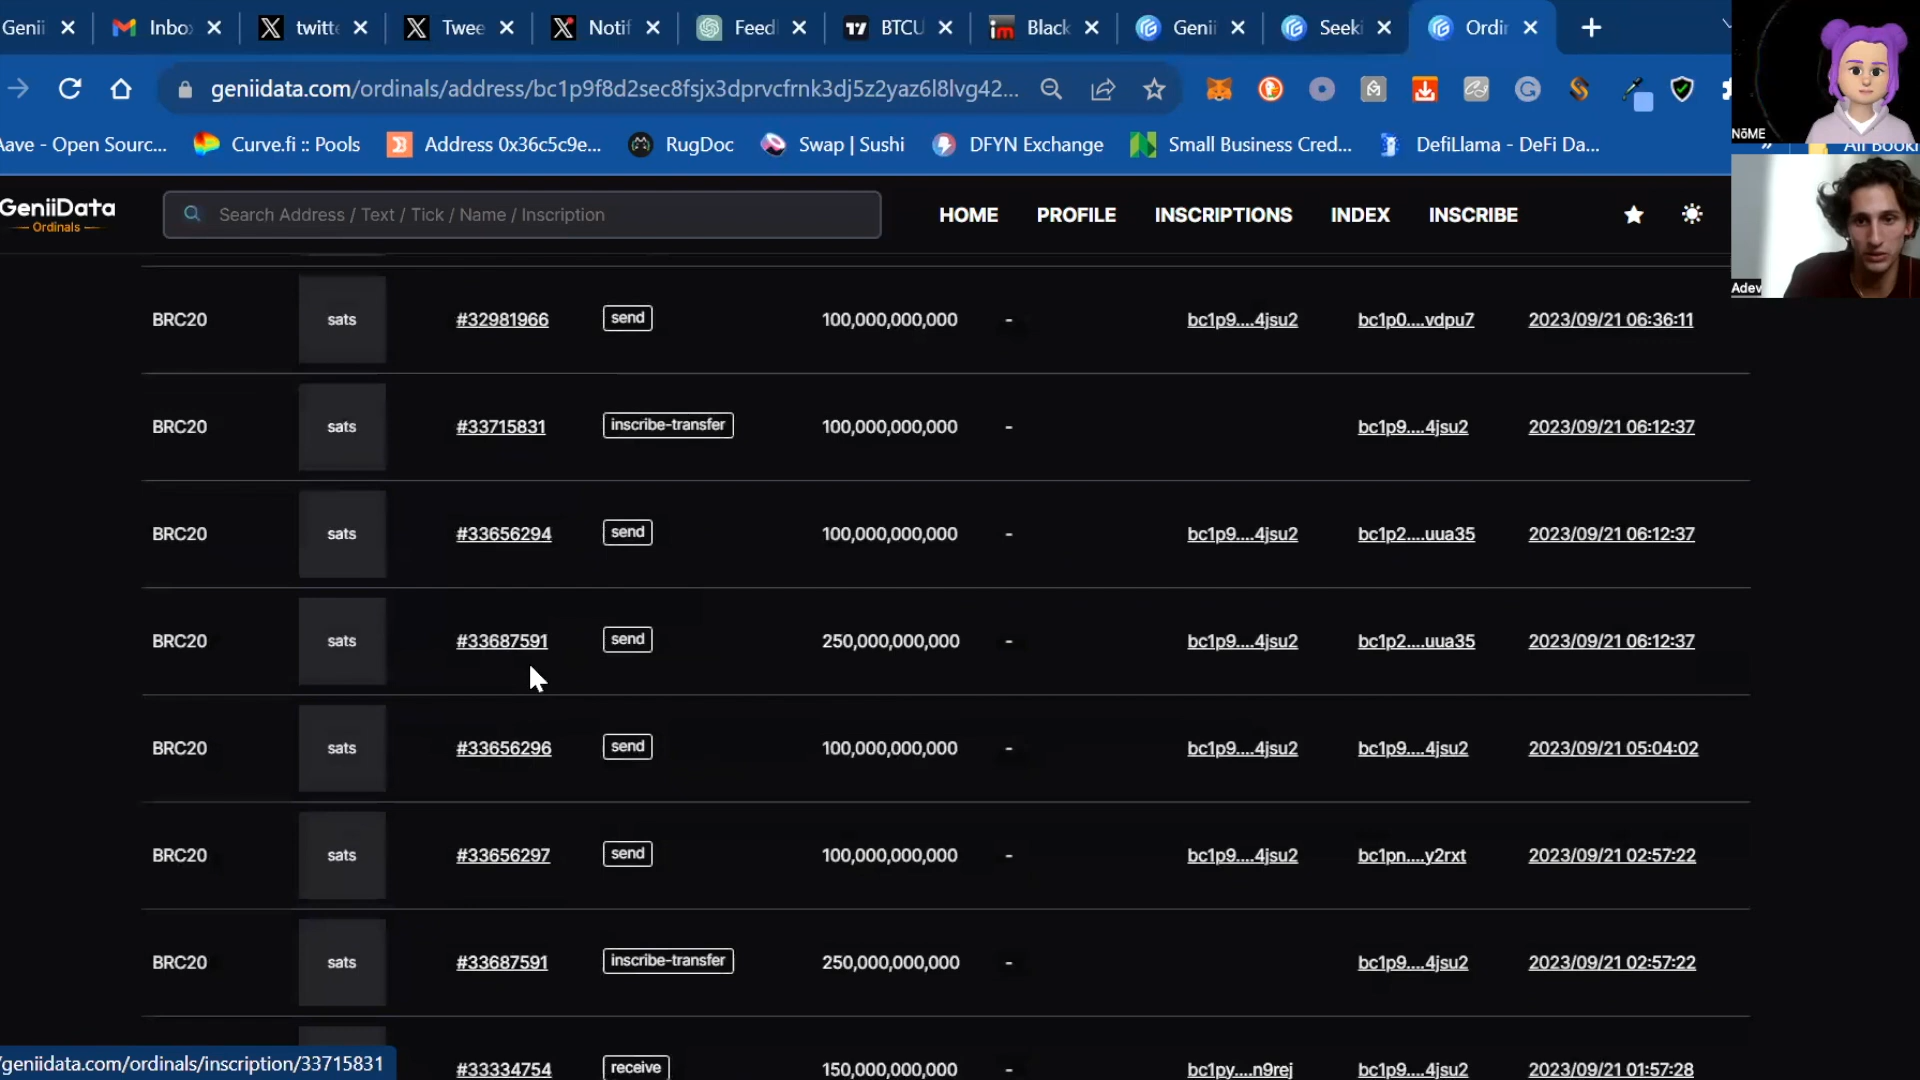 Genii
Inbo
twitte
Twee
Notif
Feed
BTCU
Black
Genii
Seeki
Ordin
geniidata.com/ordinals/address/bc1p9f8d2sec8fsjx3dprvcfrnk3dj5z2yaz6l8lvg42...
Aave - Open Sourc...
Curve.fi :: Pools
Address 0x36c5c9e...
RugDoc
Swap | Sushi
DFYN Exchange
Small Business Cred...
DefiLlama - DeFi Da...
»
NōME
Adev
GeniiData
Ordinals
Search Address / Text / Tick / Name / Inscription
HOME
PROFILE
INSCRIPTIONS
INDEX
INSCRIBE
BRC20 sats #32981966 send 100,000,000,000 - bc1p9....4jsu2 bc1p0....vdpu7 2023/09/21 06:36:11
BRC20 sats #33715831 inscribe-transfer 100,000,000,000 - bc1p9....4jsu2 2023/09/21 06:12:37
BRC20 sats #33656294 send 100,000,000,000 - bc1p9....4jsu2 bc1p2....uua35 2023/09/21 06:12:37
BRC20 sats #33687591 send 250,000,000,000 - bc1p9....4jsu2 bc1p2....uua35 2023/09/21 06:12:37
BRC20 sats #33656296 send 100,000,000,000 - bc1p9....4jsu2 bc1p9....4jsu2 2023/09/21 05:04:02
BRC20 sats #33656297 send 100,000,000,000 - bc1p9....4jsu2 bc1pn....y2rxt 2023/09/21 02:57:22
BRC20 sats #33687591 inscribe-transfer 250,000,000,000 - bc1p9....4jsu2 2023/09/21 02:57:22
#33334754 receive 150,000,000,000 - bc1py....n9rej bc1p9....4jsu2 2023/09/21 01:57:28
/geniidata.com/ordinals/inscription/33715831